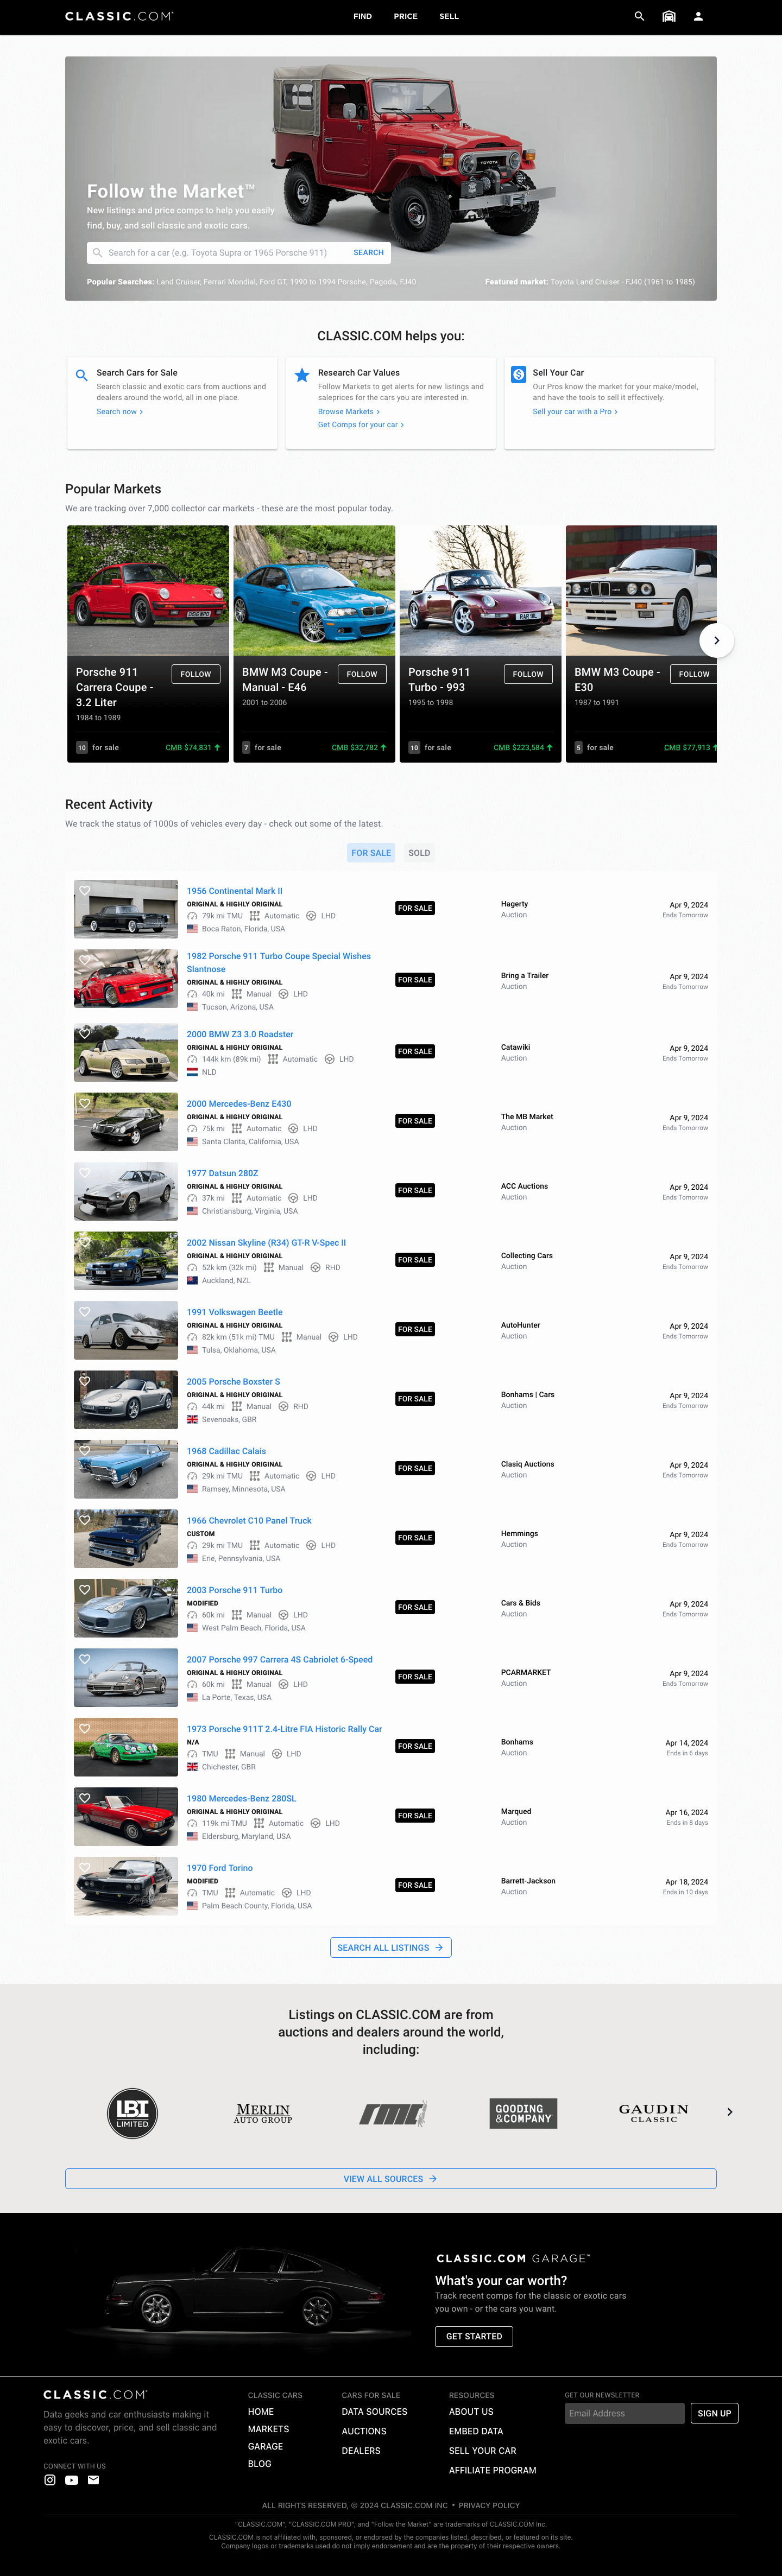 CLASSIC.COM
FIND PRICE SELL
TOYOTA
Follow the Market™
New listings and price comps to help you easily
find, buy, and sell classic and exotic cars.
Search for a car (e.g. Toyota Supra or 1965 Porsche 911) SEARCH
Popular Searches: Land Cruiser, Ferrari Mondial, Ford GT, 1990 to 1994 Porsche, Pagoda, FJ40
Featured market: Toyota Land Cruiser - FJ40 (1961 to 1985)
CLASSIC.COM helps you:
Search Cars for Sale
Search classic and exotic cars from auctions and
dealers around the world, all in one place.
Search now >
Research Car Values
Follow Markets to get alerts for new listings and
saleprices for the cars you are interested in.
Browse Markets >
Get Comps for your car >
Sell Your Car
Our Pros know the market for your make/model,
and have the tools to sell it effectively.
Sell your car with a Pro >
Popular Markets
We are tracking over 7,000 collector car markets - these are the most popular today.
Porsche 911
Carrera Coupe -
3.2 Liter
FOLLOW
1984 to 1989
10 for sale CMB $74,831
BMW M3 Coupe -
Manual - E46
FOLLOW
2001 to 2006
7 for sale CMB $32,782
Porsche 911
Turbo - 993
FOLLOW
1995 to 1998
10 for sale CMB $223,584
BMW M3 Coupe -
E30
FOLLOW
1987 to 1991
5 for sale CMB $77,913
Recent Activity
We track the status of 1000s of vehicles every day - check out some of the latest.
FOR SALE SOLD
1956 Continental Mark II
ORIGINAL & HIGHLY ORIGINAL
79k mi TMU Automatic LHD
Boca Raton, Florida, USA
FOR SALE
Hagerty
Auction
Apr 9, 2024
Ends Tomorrow
1982 Porsche 911 Turbo Coupe Special Wishes
Slantnose
ORIGINAL & HIGHLY ORIGINAL
40k mi Manual LHD
Tucson, Arizona, USA
FOR SALE
Bring a Trailer
Auction
Apr 9, 2024
Ends Tomorrow
2000 BMW Z3 3.0 Roadster
ORIGINAL & HIGHLY ORIGINAL
144k km (89k mi) Automatic LHD
NLD
FOR SALE
Catawiki
Auction
Apr 9, 2024
Ends Tomorrow
2000 Mercedes-Benz E430
ORIGINAL & HIGHLY ORIGINAL
75k mi Automatic LHD
Santa Clarita, California, USA
FOR SALE
The MB Market
Auction
Apr 9, 2024
Ends Tomorrow
1977 Datsun 280Z
ORIGINAL & HIGHLY ORIGINAL
37k mi Automatic LHD
Christiansburg, Virginia, USA
FOR SALE
ACC Auctions
Auction
Apr 9, 2024
Ends Tomorrow
2002 Nissan Skyline (R34) GT-R V-Spec II
ORIGINAL & HIGHLY ORIGINAL
52k km (32k mi) Manual RHD
Auckland, NZL
FOR SALE
Collecting Cars
Auction
Apr 9, 2024
Ends Tomorrow
1991 Volkswagen Beetle
ORIGINAL & HIGHLY ORIGINAL
82k km (51k mi) TMU Manual LHD
Tulsa, Oklahoma, USA
FOR SALE
AutoHunter
Auction
Apr 9, 2024
Ends Tomorrow
2005 Porsche Boxster S
ORIGINAL & HIGHLY ORIGINAL
44k mi Manual RHD
Sevenoaks, GBR
FOR SALE
Bonhams | Cars
Auction
Apr 9, 2024
Ends Tomorrow
1968 Cadillac Calais
ORIGINAL & HIGHLY ORIGINAL
29k mi TMU Automatic LHD
Ramsey, Minnesota, USA
FOR SALE
Clasiq Auctions
Auction
Apr 9, 2024
Ends Tomorrow
1966 Chevrolet C10 Panel Truck
CUSTOM
29k mi TMU Automatic LHD
Erie, Pennsylvania, USA
FOR SALE
Hemmings
Auction
Apr 9, 2024
Ends Tomorrow
2003 Porsche 911 Turbo
MODIFIED
60k mi Manual LHD
West Palm Beach, Florida, USA
FOR SALE
Cars & Bids
Auction
Apr 9, 2024
Ends Tomorrow
2007 Porsche 997 Carrera 4S Cabriolet 6-Speed
ORIGINAL & HIGHLY ORIGINAL
60k mi Manual LHD
La Porte, Texas, USA
FOR SALE
PCARMARKET
Auction
Apr 9, 2024
Ends Tomorrow
1973 Porsche 911T 2.4-Litre FIA Historic Rally Car
N/A
TMU Manual LHD
Chichester, GBR
FOR SALE
Bonhams
Auction
Apr 14, 2024
Ends in 6 days
1980 Mercedes-Benz 280SL
ORIGINAL & HIGHLY ORIGINAL
119k mi TMU Automatic LHD
Eldersburg, Maryland, USA
FOR SALE
Marqued
Auction
Apr 16, 2024
Ends in 8 days
1970 Ford Torino
MODIFIED
TMU Automatic LHD
Palm Beach County, Florida, USA
FOR SALE
Barrett-Jackson
Auction
Apr 18, 2024
Ends in 10 days
SEARCH ALL LISTINGS →
Listings on CLASSIC.COM are from
auctions and dealers around the world,
including:
LBI
LIMITED
MERLIN
AUTO GROUP
rmc
GOODING
&COMPANY
GAUDIN
CLASSIC
VIEW ALL SOURCES →
CLASSIC.COM GARAGE™
What's your car worth?
Track recent comps for the classic or exotic cars
you own - or the cars you want.
GET STARTED
CLASSIC.COM
Data geeks and car enthusiasts making it
easy to discover, price, and sell classic and
exotic cars.
CONNECT WITH US
CLASSIC CARS
HOME
MARKETS
GARAGE
BLOG
CARS FOR SALE
DATA SOURCES
AUCTIONS
DEALERS
RESOURCES
ABOUT US
EMBED DATA
SELL YOUR CAR
AFFILIATE PROGRAM
GET OUR NEWSLETTER
Email Address SIGN UP
ALL RIGHTS RESERVED, © 2024 CLASSIC.COM INC • PRIVACY POLICY
"CLASSIC.COM", "CLASSIC.COM PRO", and "Follow the Market" are trademarks of CLASSIC.COM Inc.
CLASSIC.COM is not affiliated with, sponsored, or endorsed by the companies listed, described, or featured on its site.
Company logos or trademarks used do not imply endorsement and are the property of their respective owners.